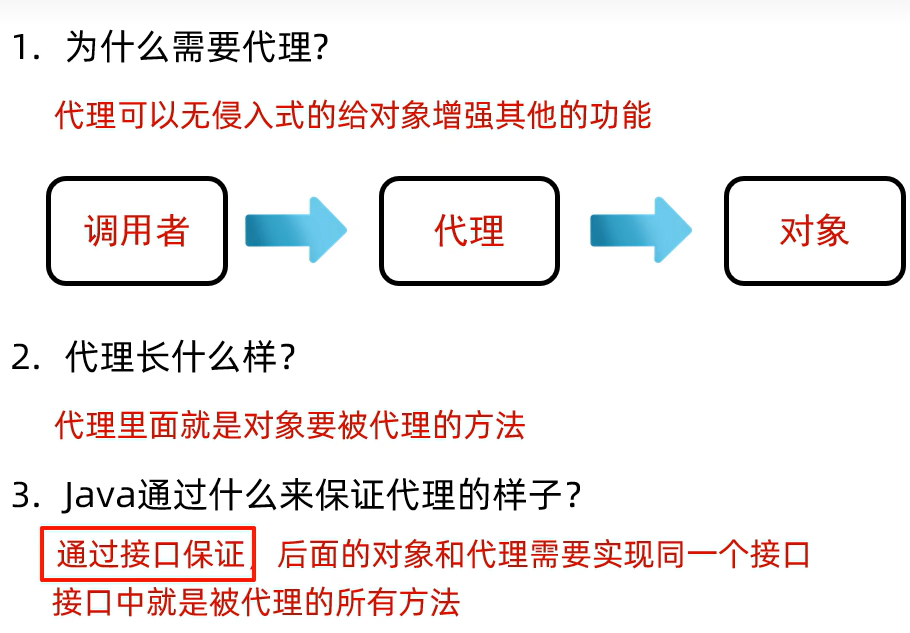 1. 为什么需要代理?
代理可以无侵入式的给对象增强其他的功能
调用者
代理
对象
2. 代理长什么样?
代理里面就是对象要被代理的方法
3. Java通过什么来保证代理的样子?
通过接口保证, 后面的对象和代理需要实现同一个接口
接口中就是被代理的所有方法